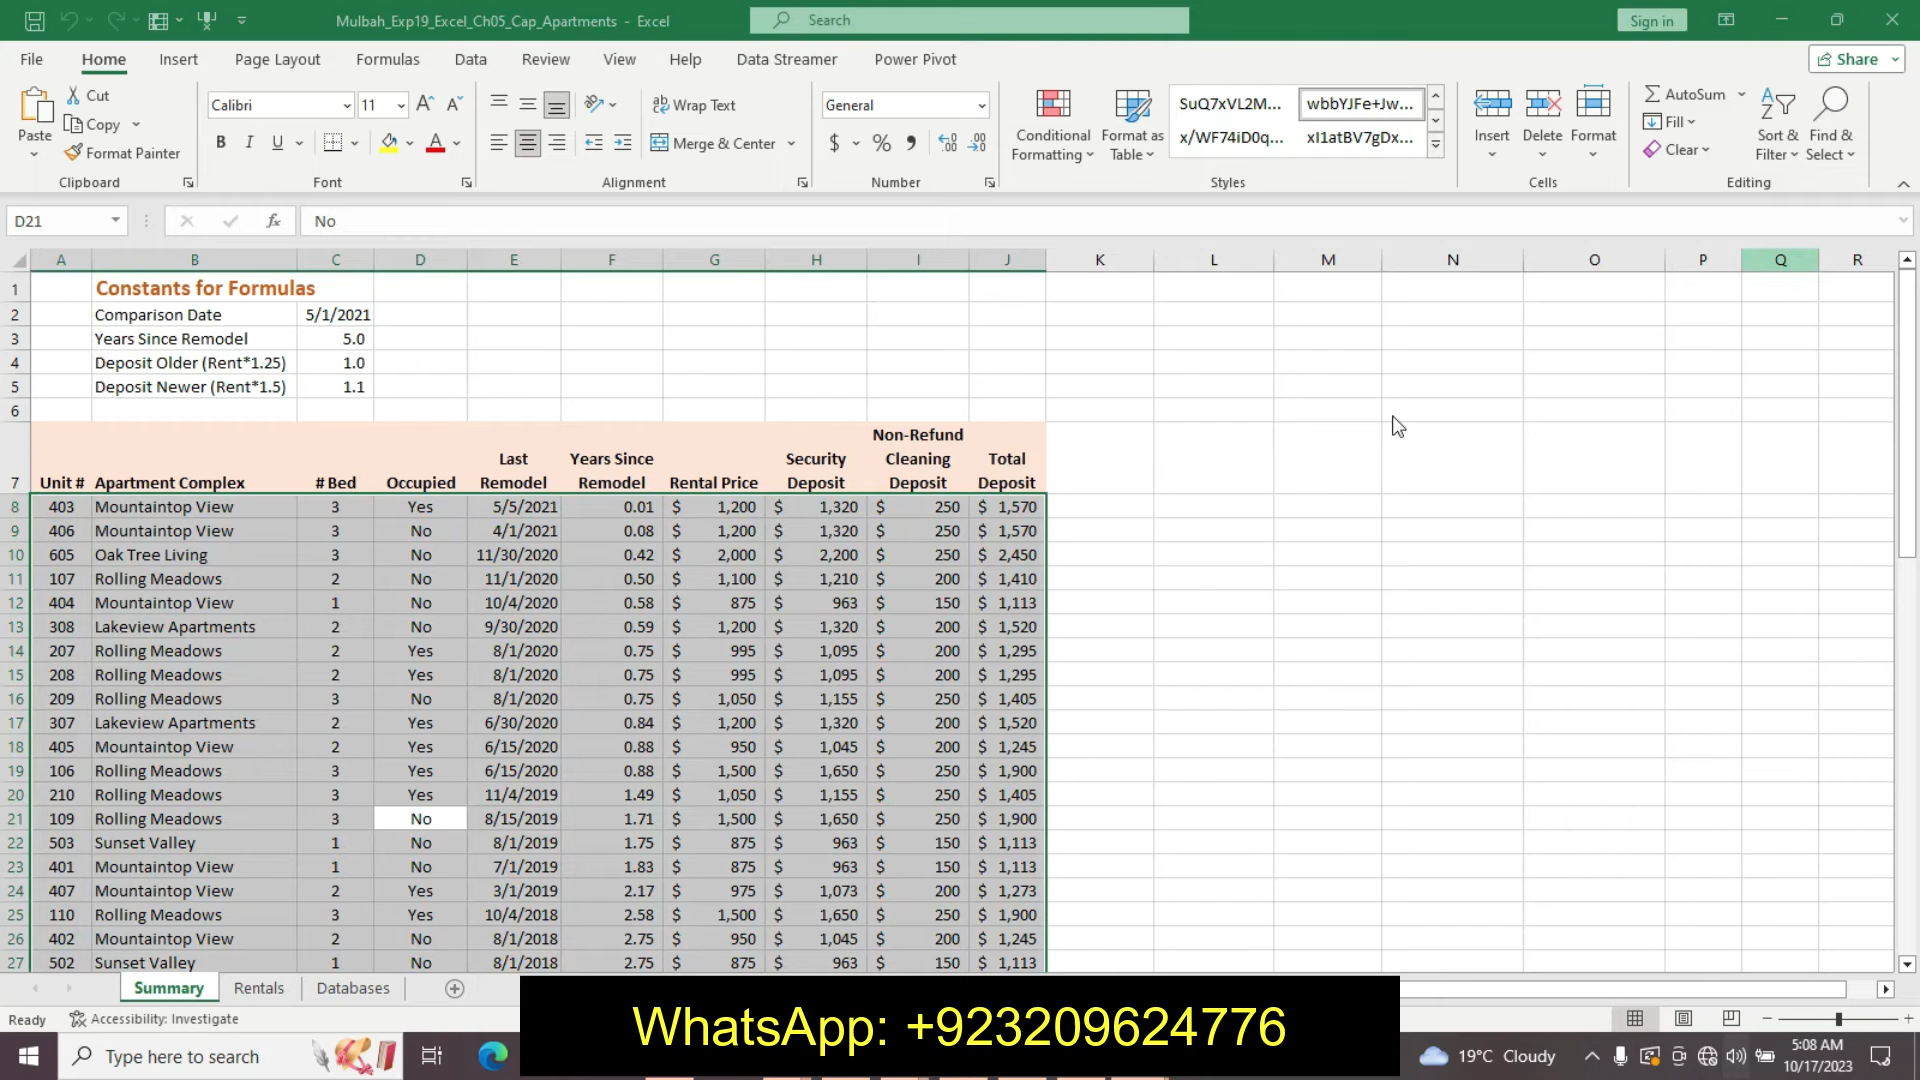 Mulbah_Exp19_Excel_Ch05_Cap_Apartments - Excel
Search
Sign in
File Home Insert Page Layout Formulas Data Review View Help Data Streamer Power Pivot
Share
Paste
Cut
Copy
Format Painter
Clipboard
Calibri 11
B I U
Font
Wrap Text
Merge & Center
Alignment
General
$ % ,
Number
Conditional Formatting
Format as Table
SuQ7xVL2M... wbbYJFe+Jw...
x/WF74iD0q... xI1atBV7gDx...
Styles
Insert Delete Format
Cells
AutoSum
Fill
Clear
Sort & Filter
Find & Select
Editing
D21 fx No
A B C D E F G H I J K L M N O P Q R
1 Constants for Formulas
2 Comparison Date 5/1/2021
3 Years Since Remodel 5.0
4 Deposit Older (Rent*1.25) 1.0
5 Deposit Newer (Rent*1.5) 1.1
6
7 Unit # Apartment Complex # Bed Occupied Last Remodel Years Since Remodel Rental Price Security Deposit Non-Refund Cleaning Deposit Total Deposit
8 403 Mountaintop View 3 Yes 5/5/2021 0.01 $ 1,200 $ 1,320 $ 250 $ 1,570
9 406 Mountaintop View 3 No 4/1/2021 0.08 $ 1,200 $ 1,320 $ 250 $ 1,570
10 605 Oak Tree Living 3 No 11/30/2020 0.42 $ 2,000 $ 2,200 $ 250 $ 2,450
11 107 Rolling Meadows 2 No 11/1/2020 0.50 $ 1,100 $ 1,210 $ 200 $ 1,410
12 404 Mountaintop View 1 No 10/4/2020 0.58 $ 875 $ 963 $ 150 $ 1,113
13 308 Lakeview Apartments 2 No 9/30/2020 0.59 $ 1,200 $ 1,320 $ 200 $ 1,520
14 207 Rolling Meadows 2 Yes 8/1/2020 0.75 $ 995 $ 1,095 $ 200 $ 1,295
15 208 Rolling Meadows 2 Yes 8/1/2020 0.75 $ 995 $ 1,095 $ 200 $ 1,295
16 209 Rolling Meadows 3 No 8/1/2020 0.75 $ 1,050 $ 1,155 $ 250 $ 1,405
17 307 Lakeview Apartments 2 Yes 6/30/2020 0.84 $ 1,200 $ 1,320 $ 200 $ 1,520
18 405 Mountaintop View 2 Yes 6/15/2020 0.88 $ 950 $ 1,045 $ 200 $ 1,245
19 106 Rolling Meadows 3 Yes 6/15/2020 0.88 $ 1,500 $ 1,650 $ 250 $ 1,900
20 210 Rolling Meadows 3 Yes 11/4/2019 1.49 $ 1,050 $ 1,155 $ 250 $ 1,405
21 109 Rolling Meadows 3 No 8/15/2019 1.71 $ 1,500 $ 1,650 $ 250 $ 1,900
22 503 Sunset Valley 1 No 8/1/2019 1.75 $ 875 $ 963 $ 150 $ 1,113
23 401 Mountaintop View 1 No 7/1/2019 1.83 $ 875 $ 963 $ 150 $ 1,113
24 407 Mountaintop View 2 Yes 3/1/2019 2.17 $ 975 $ 1,073 $ 200 $ 1,273
25 110 Rolling Meadows 3 Yes 10/4/2018 2.58 $ 1,500 $ 1,650 $ 250 $ 1,900
26 402 Mountaintop View 2 No 8/1/2018 2.75 $ 950 $ 1,045 $ 200 $ 1,245
27 502 Sunset Valley 1 No 8/1/2018 2.75 $ 875 $ 963 $ 150 $ 1,113
Summary Rentals Databases
Ready Accessibility: Investigate
WhatsApp: +923209624776
Type here to search
19°C Cloudy
5:08 AM
10/17/2023